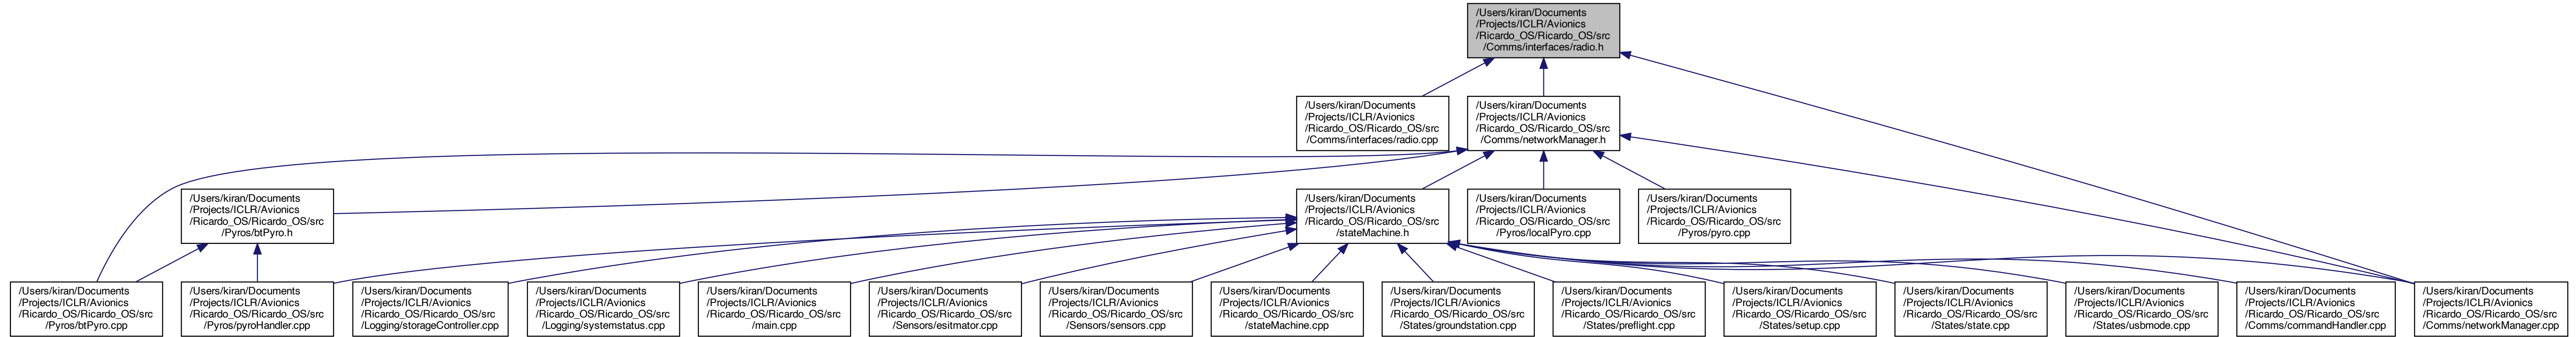 /Users/kiran/Documents
/Projects/ICLR/Avionics
/Ricardo_OS/Ricardo_OS/src
/Comms/interfaces/radio.h
/Users/kiran/Documents
/Projects/ICLR/Avionics
/Ricardo_OS/Ricardo_OS/src
/Comms/interfaces/radio.cpp
/Users/kiran/Documents
/Projects/ICLR/Avionics
/Ricardo_OS/Ricardo_OS/src
/Comms/networkManager.h
/Users/kiran/Documents
/Projects/ICLR/Avionics
/Ricardo_OS/Ricardo_OS/src
/Pyros/btPyro.h
/Users/kiran/Documents
/Projects/ICLR/Avionics
/Ricardo_OS/Ricardo_OS/src
/stateMachine.h
/Users/kiran/Documents
/Projects/ICLR/Avionics
/Ricardo_OS/Ricardo_OS/src
/Pyros/localPyro.cpp
/Users/kiran/Documents
/Projects/ICLR/Avionics
/Ricardo_OS/Ricardo_OS/src
/Pyros/pyro.cpp
/Users/kiran/Documents
/Projects/ICLR/Avionics
/Ricardo_OS/Ricardo_OS/src
/Pyros/btPyro.cpp
/Users/kiran/Documents
/Projects/ICLR/Avionics
/Ricardo_OS/Ricardo_OS/src
/Pyros/pyroHandler.cpp
/Users/kiran/Documents
/Projects/ICLR/Avionics
/Ricardo_OS/Ricardo_OS/src
/Logging/storageController.cpp
/Users/kiran/Documents
/Projects/ICLR/Avionics
/Ricardo_OS/Ricardo_OS/src
/Logging/systemstatus.cpp
/Users/kiran/Documents
/Projects/ICLR/Avionics
/Ricardo_OS/Ricardo_OS/src
/main.cpp
/Users/kiran/Documents
/Projects/ICLR/Avionics
/Ricardo_OS/Ricardo_OS/src
/Sensors/esitmator.cpp
/Users/kiran/Documents
/Projects/ICLR/Avionics
/Ricardo_OS/Ricardo_OS/src
/Sensors/sensors.cpp
/Users/kiran/Documents
/Projects/ICLR/Avionics
/Ricardo_OS/Ricardo_OS/src
/stateMachine.cpp
/Users/kiran/Documents
/Projects/ICLR/Avionics
/Ricardo_OS/Ricardo_OS/src
/States/groundstation.cpp
/Users/kiran/Documents
/Projects/ICLR/Avionics
/Ricardo_OS/Ricardo_OS/src
/States/preflight.cpp
/Users/kiran/Documents
/Projects/ICLR/Avionics
/Ricardo_OS/Ricardo_OS/src
/States/setup.cpp
/Users/kiran/Documents
/Projects/ICLR/Avionics
/Ricardo_OS/Ricardo_OS/src
/States/state.cpp
/Users/kiran/Documents
/Projects/ICLR/Avionics
/Ricardo_OS/Ricardo_OS/src
/States/usbmode.cpp
/Users/kiran/Documents
/Projects/ICLR/Avionics
/Ricardo_OS/Ricardo_OS/src
/Comms/commandHandler.cpp
/Users/kiran/Documents
/Projects/ICLR/Avionics
/Ricardo_OS/Ricardo_OS/src
/Comms/networkManager.cpp